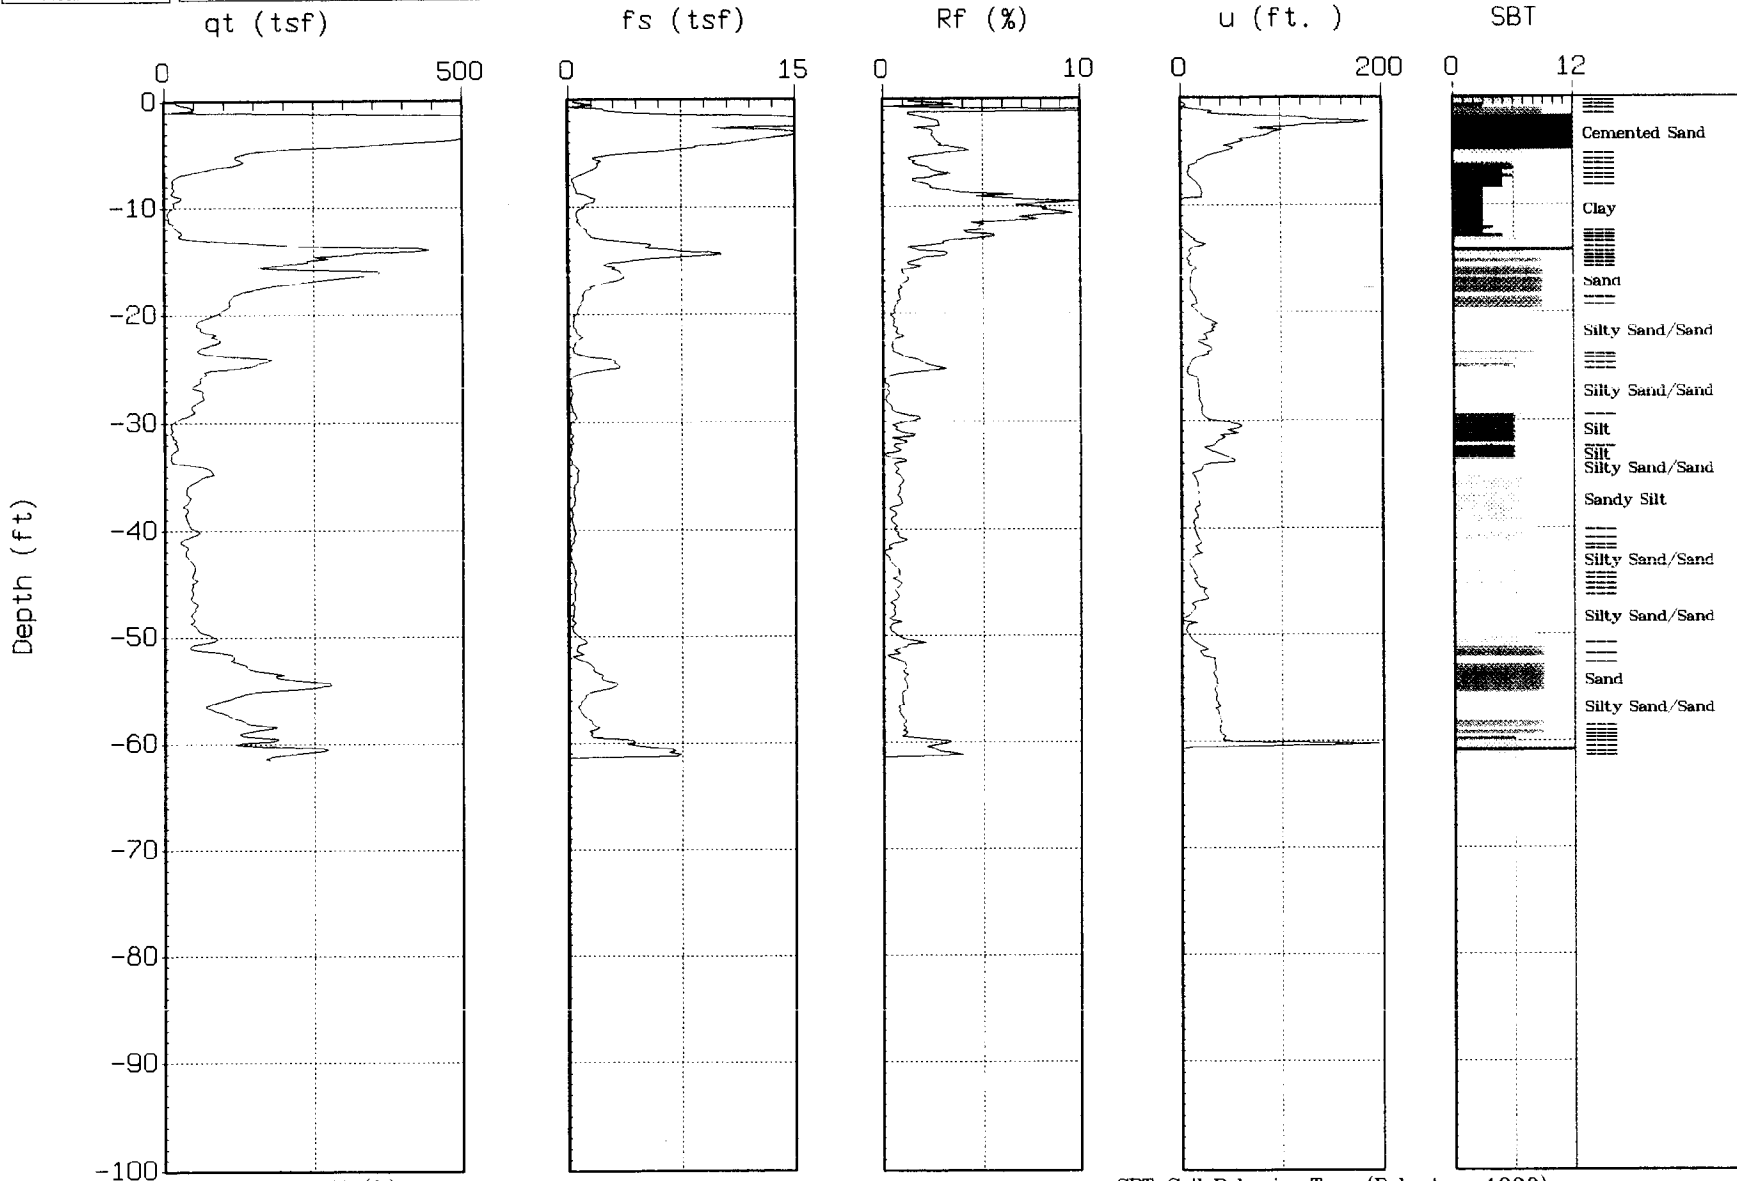 qt (tsf)
fs (tsf)
Rf (%)
u (ft. )
SBT
0 500
0 15
0 10
0 200
0 12
Depth (ft)
0
-10
-20
-30
-40
-50
-60
-70
-80
-90
-100
Cemented Sand
Clay
Sand
Silty Sand/Sand
Silty Sand/Sand
Silt
Silt
Silty Sand/Sand
Sandy Silt
Silty Sand/Sand
Silty Sand/Sand
Sand
Silty Sand/Sand